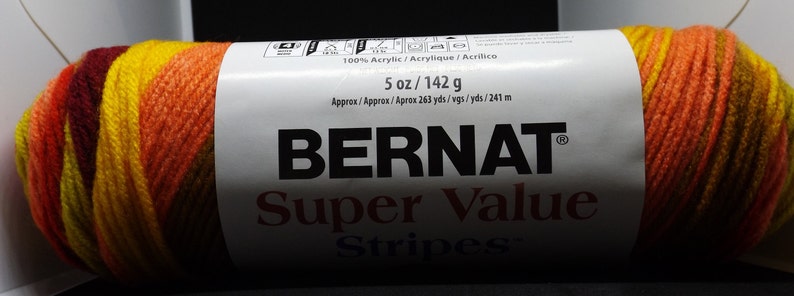 100% Acrylic / Acrylique / Acrílico
5 oz / 142 g
Approx / Approx / Aprox 263 yds / vgs / yds / 241 m
BERNAT®
Super Value
Stripes™